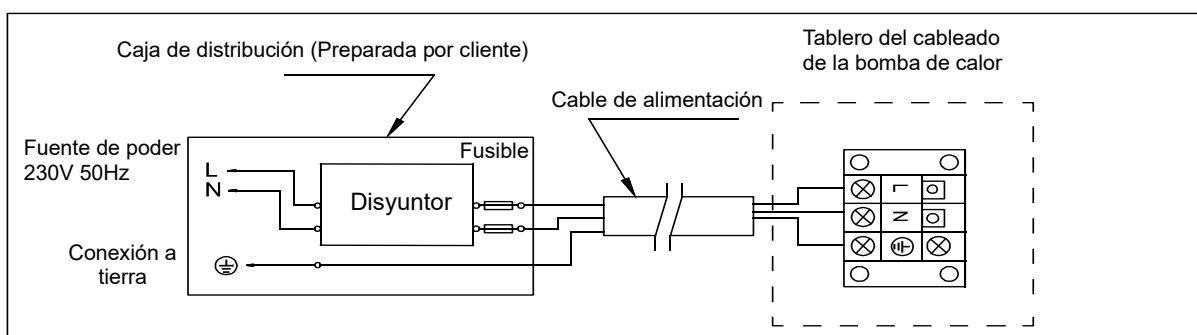 Caja de distribución (Preparada por cliente)
Tablero del cableado
de la bomba de calor
Cable de alimentación
Fuente de poder
230V 50Hz
Fusible
L
N
Disyuntor
L
N
Conexión a
tierra